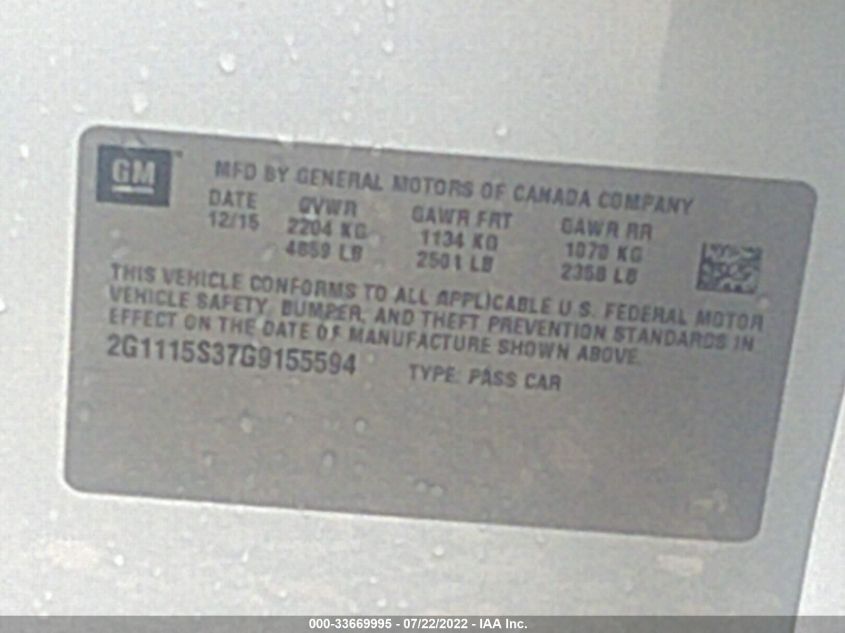 GM
MFD BY GENERAL MOTORS OF CANADA COMPANY
DATE GVWR GAWR FRT GAWR RR
12/15 2204 KG 1134 KG 1070 KG
4859 LB 2501 LB 2358 LB
THIS VEHICLE CONFORMS TO ALL APPLICABLE U.S. FEDERAL MOTOR
VEHICLE SAFETY, BUMPER, AND THEFT PREVENTION STANDARDS IN
EFFECT ON THE DATE OF MANUFACTURE SHOWN ABOVE.
2G1115S37G9155594 TYPE: PASS CAR
000-33669995 - 07/22/2022 - IAA Inc.